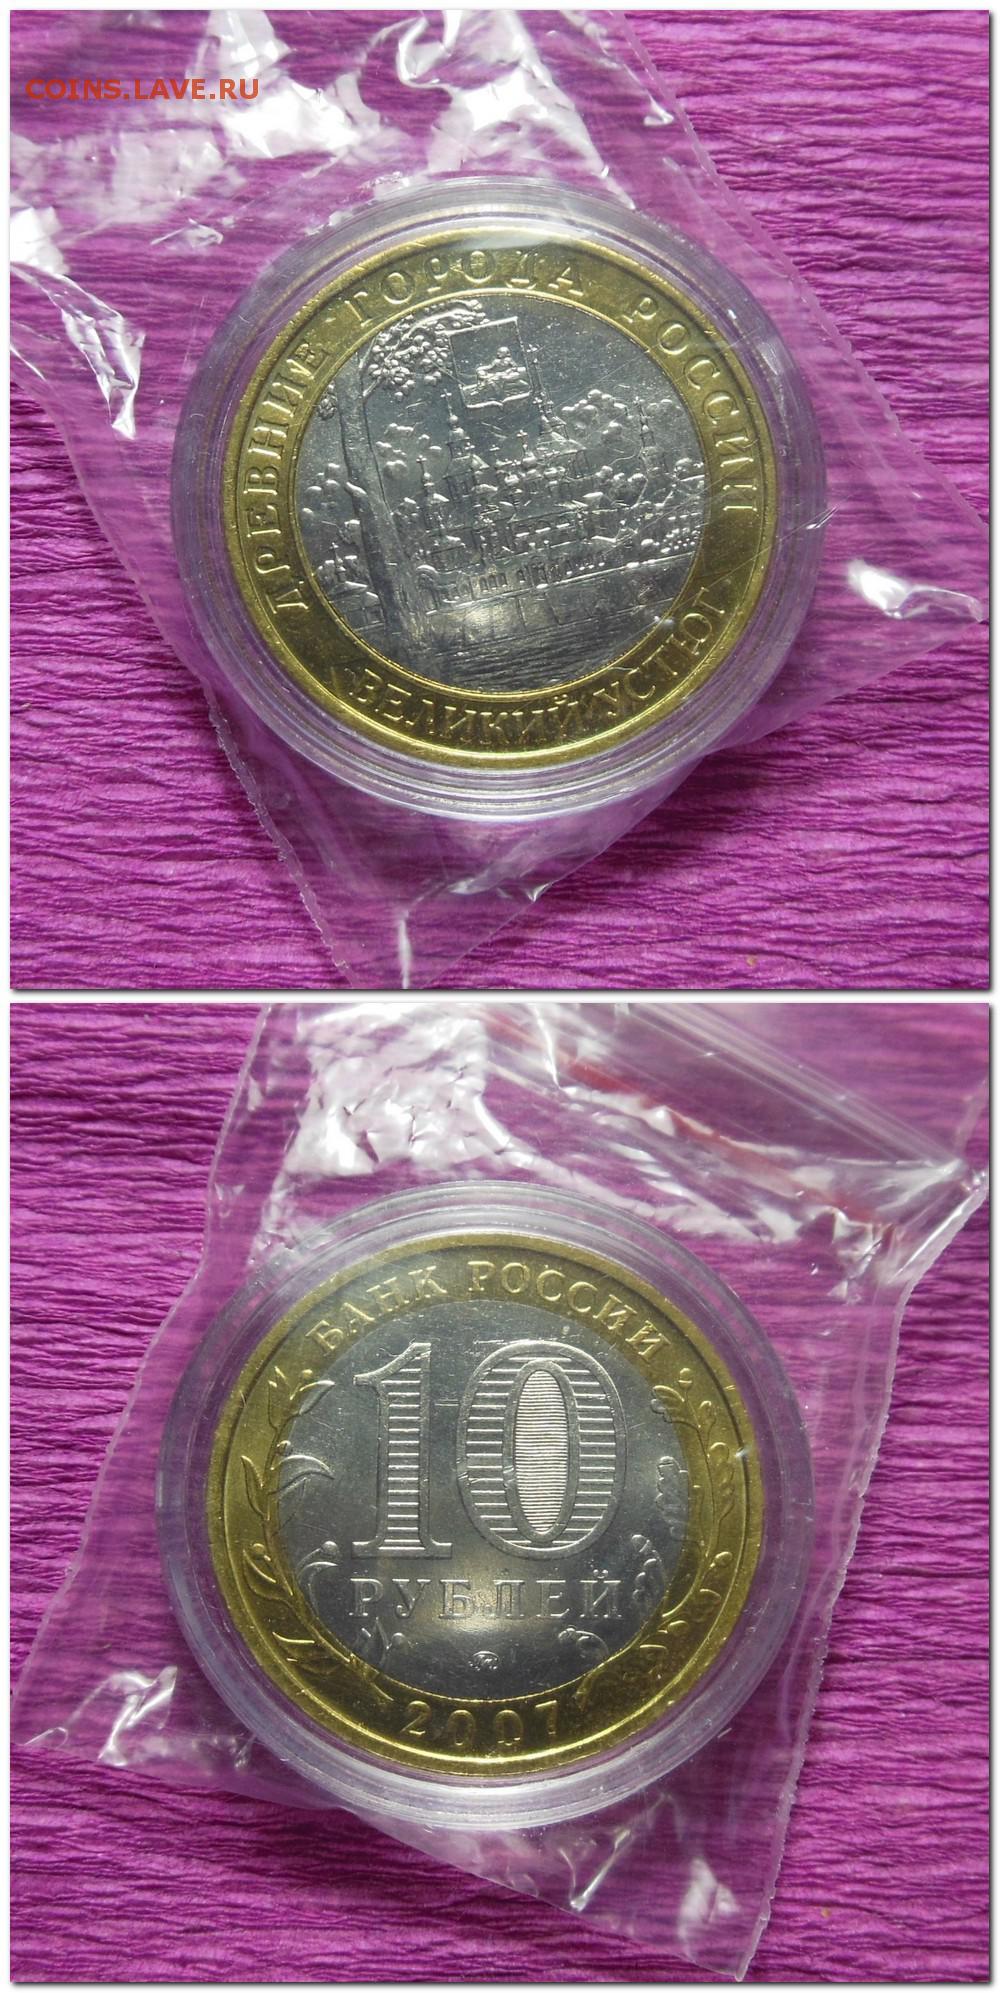 COINS.LAVE.RU
ДРЕВНИЕ ГОРОДА РОССИИ
ВЕЛИКИЙ УСТЮГ
БАНК РОССИИ
10
РУБЛЕЙ
2007